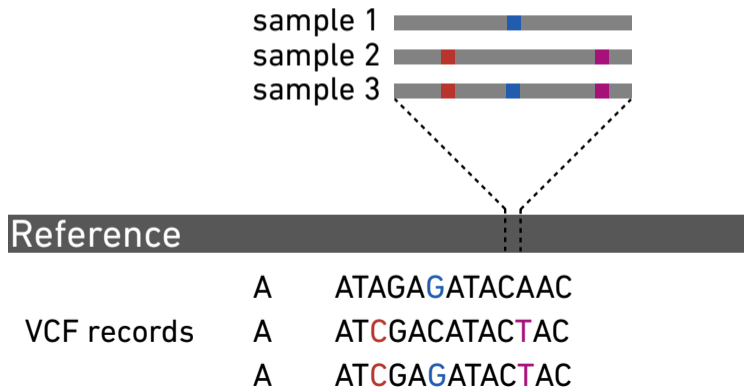 sample 1
sample 2
sample 3
Reference
A ATAGAGATACAAC
VCF records A ATCGACATACTAC
A ATCGAGATACTAC